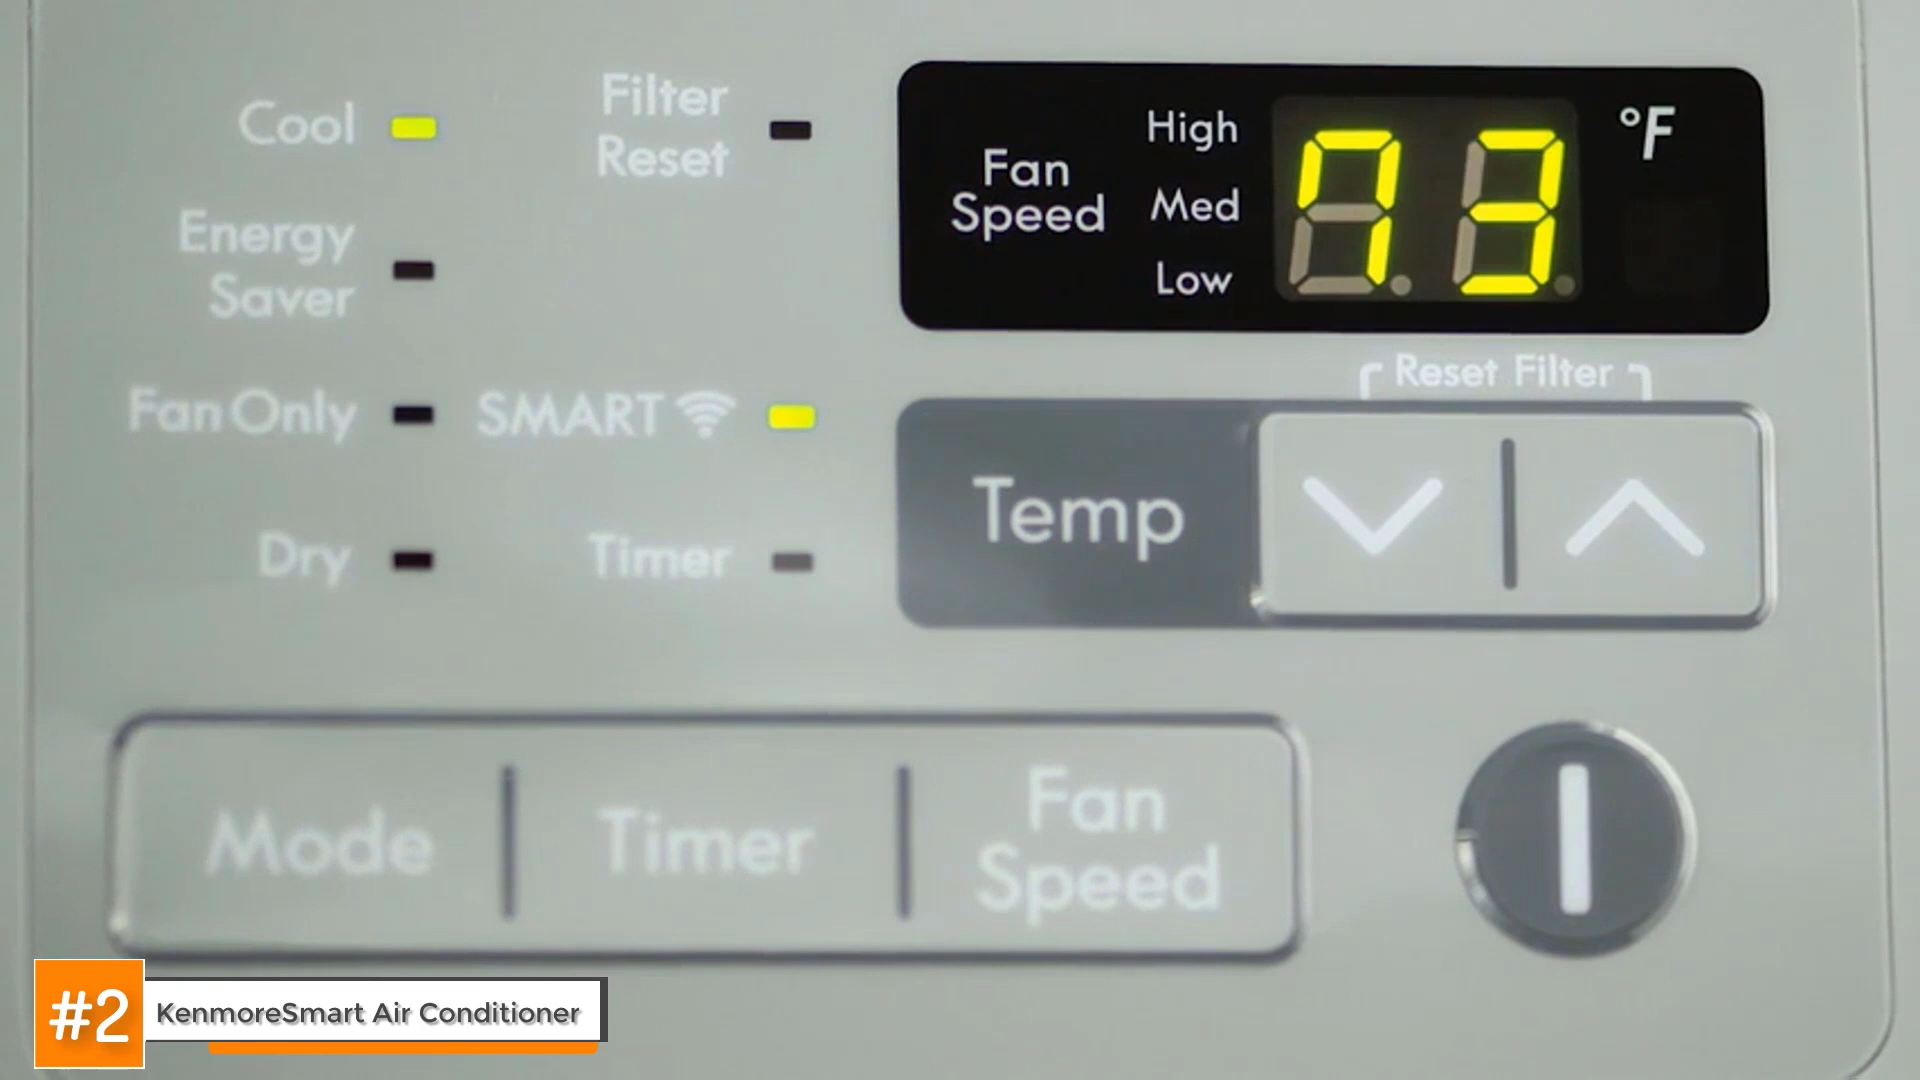 Cool
Filter
Reset
Energy
Saver
Fan Only
SMART
Dry
Timer
Fan
Speed
High
Med
Low
73
°F
Reset Filter
Temp
Mode
Timer
Fan
Speed
#2
KenmoreSmart Air Conditioner